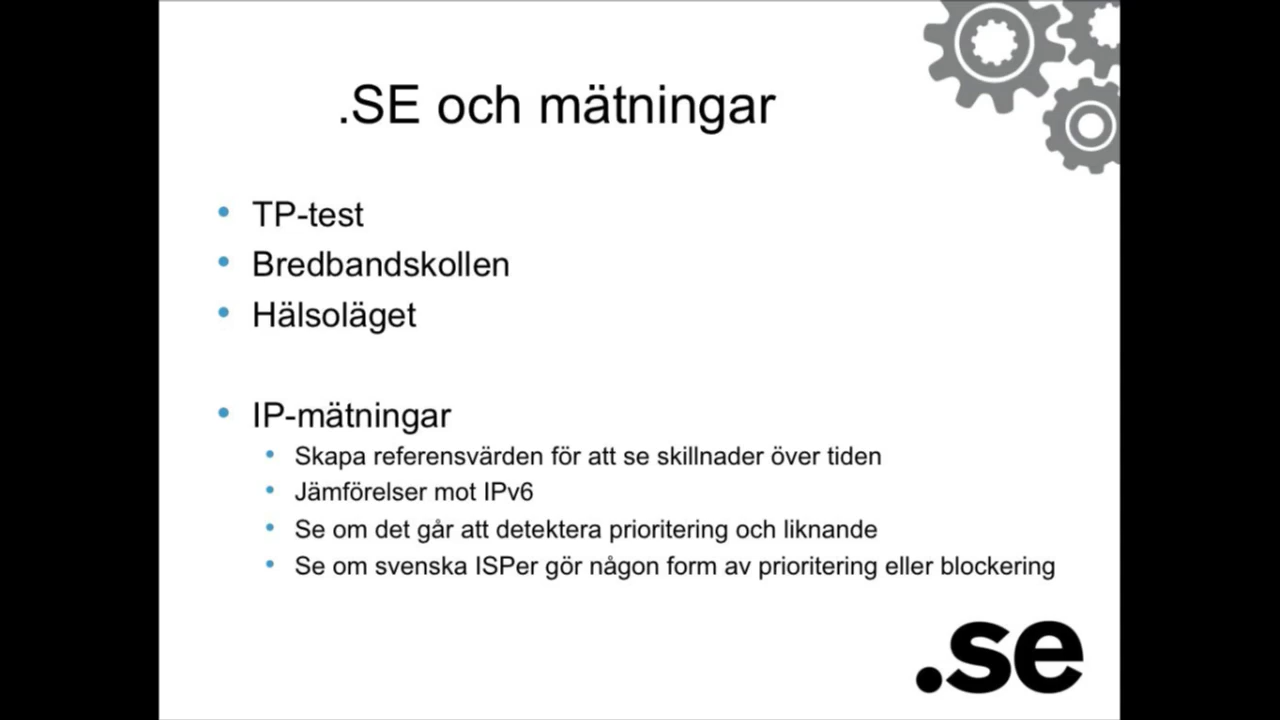 .SE och mätningar
• TP-test
• Bredbandskollen
• Hälsoläget
• IP-mätningar
• Skapa referensvärden för att se skillnader över tiden
• Jämförelser mot IPv6
• Se om det går att detektera prioritering och liknande
• Se om svenska ISPer gör någon form av prioritering eller blockering
.se